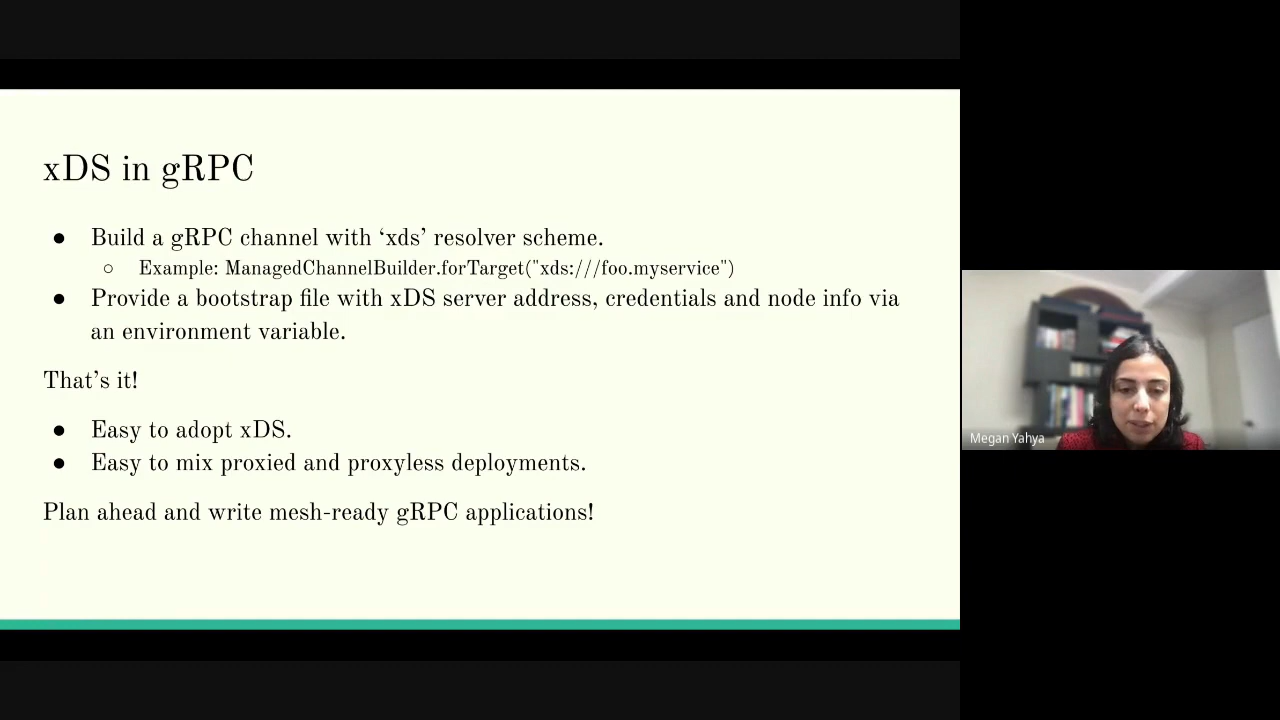 xDS in gRPC
● Build a gRPC channel with ‘xds’ resolver scheme.
○ Example: ManagedChannelBuilder.forTarget("xds:///foo.myservice")
● Provide a bootstrap file with xDS server address, credentials and node info via
an environment variable.
That’s it!
● Easy to adopt xDS.
● Easy to mix proxied and proxyless deployments.
Plan ahead and write mesh-ready gRPC applications!
Megan Yahya